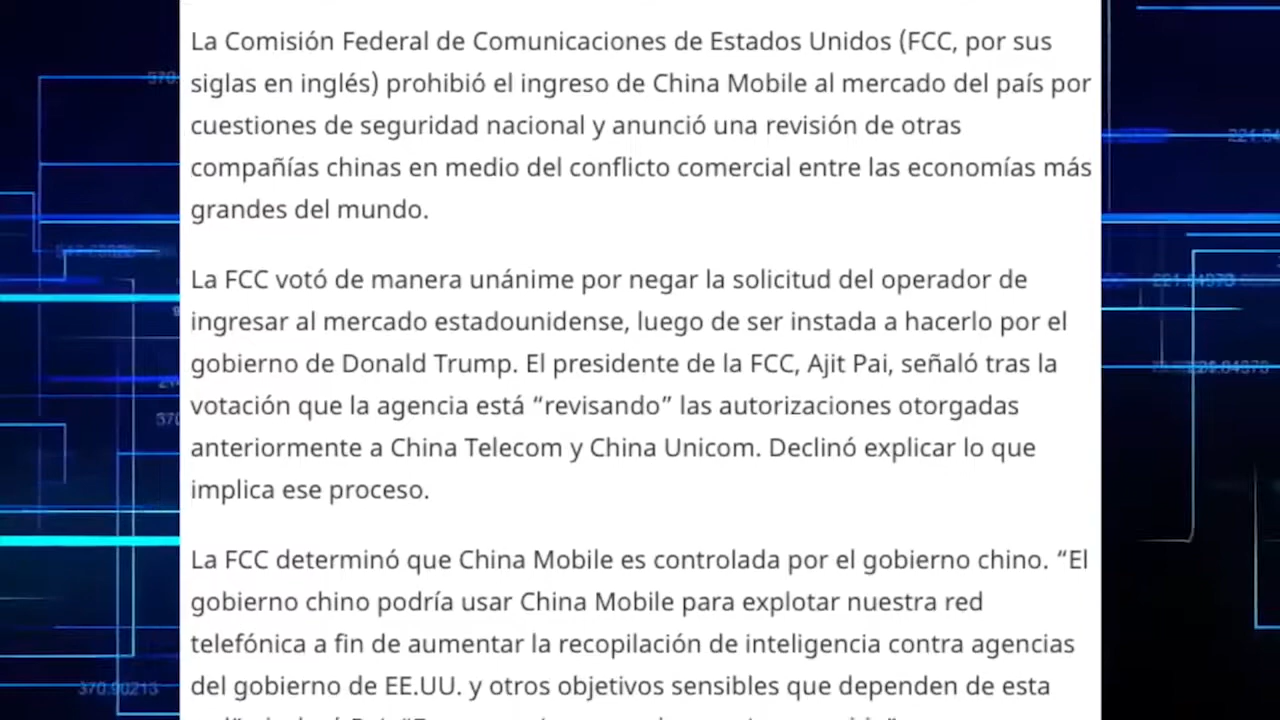 La Comisión Federal de Comunicaciones de Estados Unidos (FCC, por sus
siglas en inglés) prohibió el ingreso de China Mobile al mercado del país por
cuestiones de seguridad nacional y anunció una revisión de otras
compañías chinas en medio del conflicto comercial entre las economías más
grandes del mundo.
La FCC votó de manera unánime por negar la solicitud del operador de
ingresar al mercado estadounidense, luego de ser instada a hacerlo por el
gobierno de Donald Trump. El presidente de la FCC, Ajit Pai, señaló tras la
votación que la agencia está “revisando” las autorizaciones otorgadas
anteriormente a China Telecom y China Unicom. Declinó explicar lo que
implica ese proceso.
La FCC determinó que China Mobile es controlada por el gobierno chino. “El
gobierno chino podría usar China Mobile para explotar nuestra red
telefónica a fin de aumentar la recopilación de inteligencia contra agencias
del gobierno de EE.UU. y otros objetivos sensibles que dependen de esta
370.90213